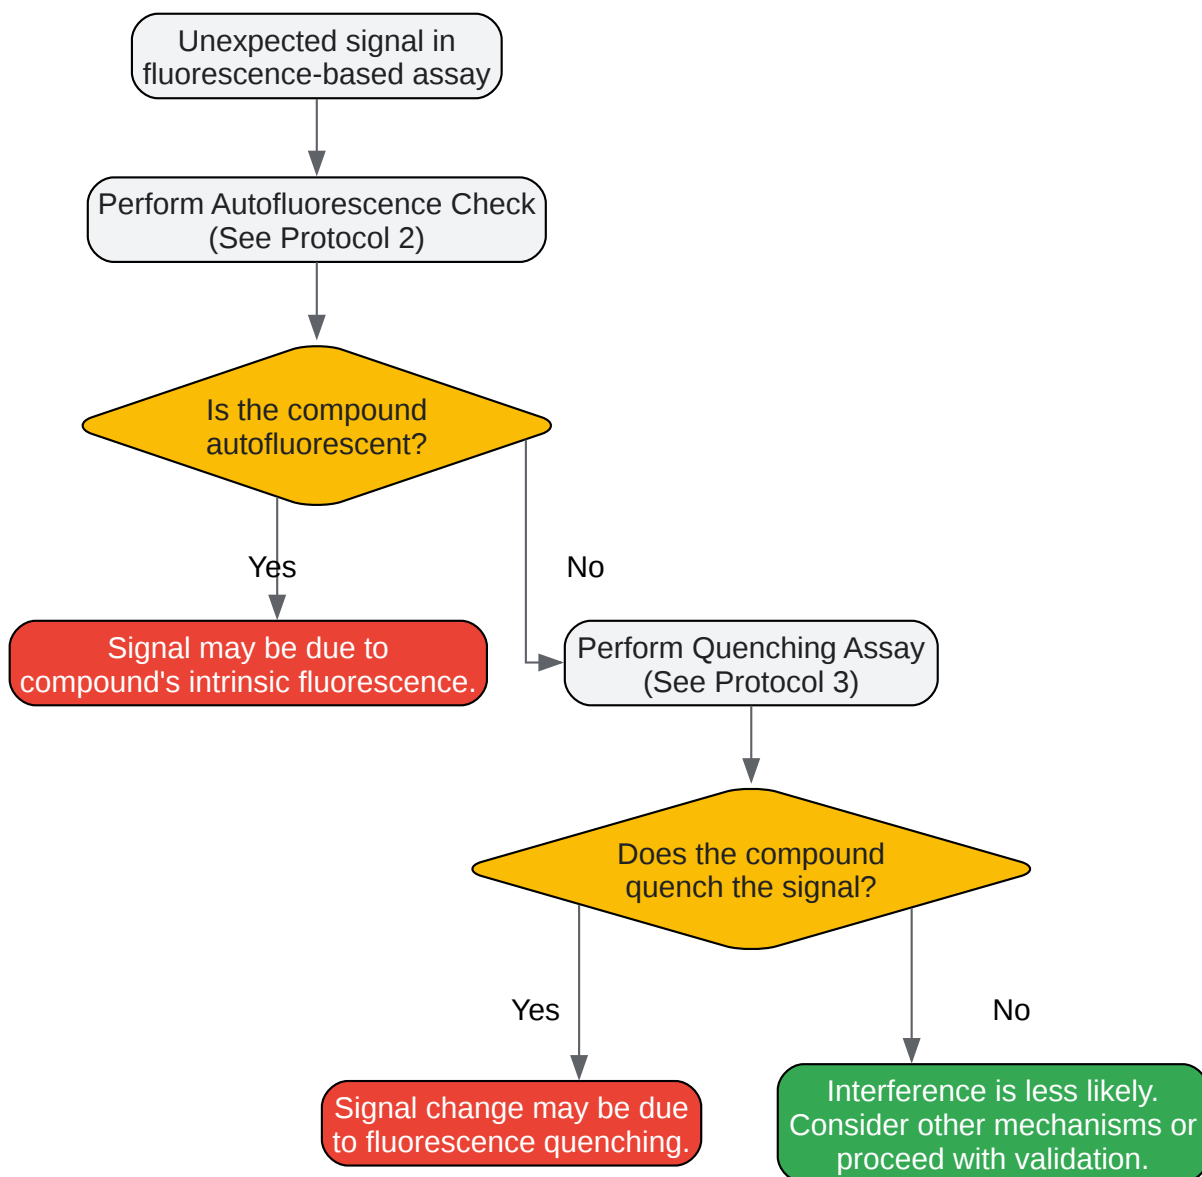 Unexpected signal in
fluorescence-based assay
Perform Autofluorescence Check
(See Protocol 2)
Is the compound
autofluorescent?
Yes
No
Signal may be due to
compound's intrinsic fluorescence.
Perform Quenching Assay
(See Protocol 3)
Does the compound
quench the signal?
Yes
No
Signal change may be due
to fluorescence quenching.
Interference is less likely.
Consider other mechanisms or
proceed with validation.